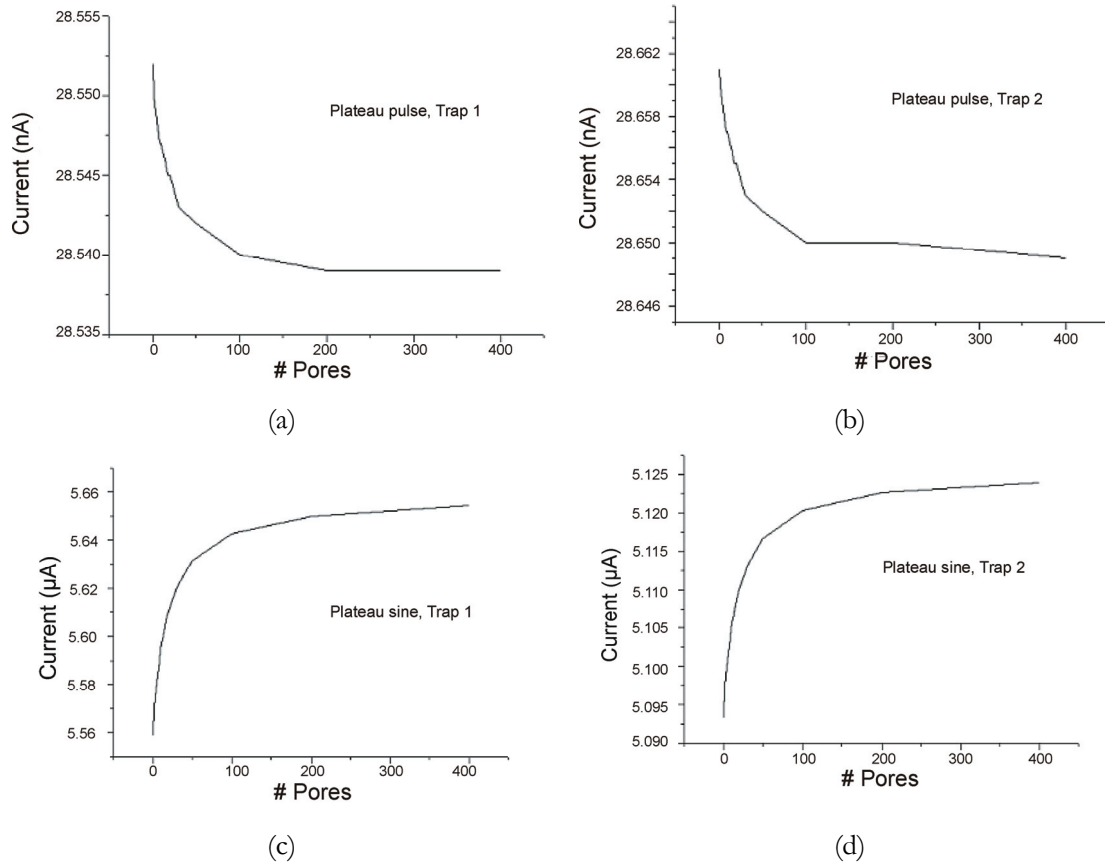 28.555
28.550
28.545
28.540
28.535
Current (nA)
Plateau pulse, Trap 1
0 100 200 300 400
# Pores
(a)
28.662
28.658
28.654
28.650
28.646
Current (nA)
Plateau pulse, Trap 2
0 100 200 300 400
# Pores
(b)
5.66
5.64
5.62
5.60
5.58
5.56
Current (µA)
Plateau sine, Trap 1
0 100 200 300 400
# Pores
(c)
5.125
5.120
5.115
5.110
5.105
5.100
5.095
5.090
Current (µA)
Plateau sine, Trap 2
0 100 200 300 400
# Pores
(d)